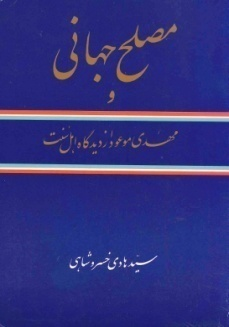 مصلح جهانی
و
مهدی موعود از دیدگاه اهل سنت
سید هادی خسروشاهی